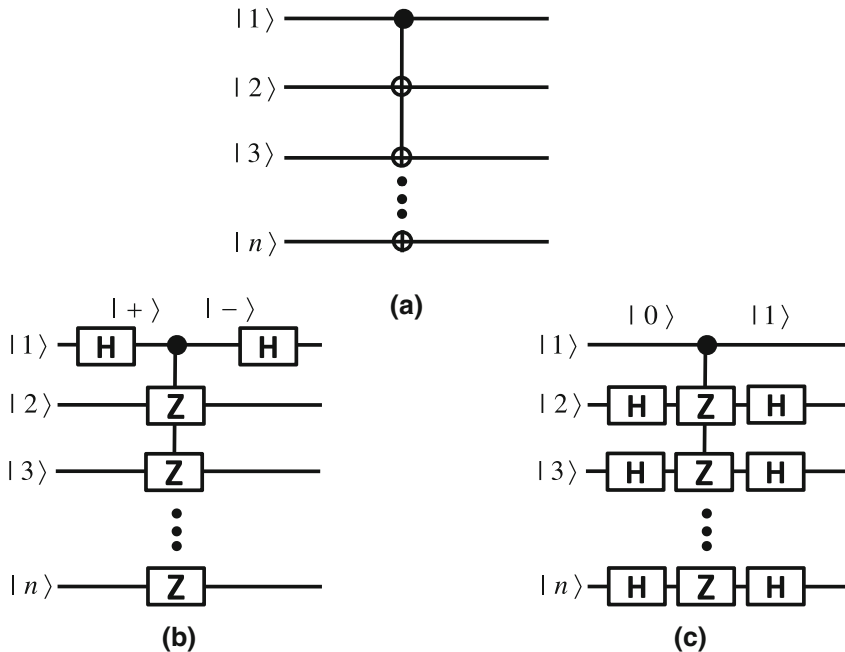 | 1 ⟩
| 2 ⟩
| 3 ⟩
| n ⟩
(a)
| + ⟩ | − ⟩
| 1 ⟩ H H
| 2 ⟩ Z
| 3 ⟩ Z
| n ⟩ Z
(b)
| 0 ⟩ | 1 ⟩
| 1 ⟩
| 2 ⟩ H Z H
| 3 ⟩ H Z H
| n ⟩ H Z H
(c)